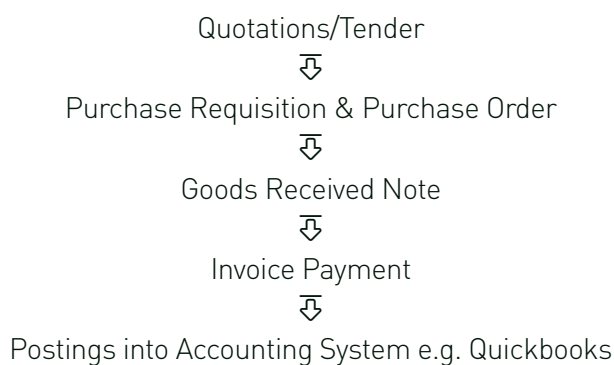 Quotations/Tender
Purchase Requisition & Purchase Order
Goods Received Note
Invoice Payment
Postings into Accounting System e.g. Quickbooks